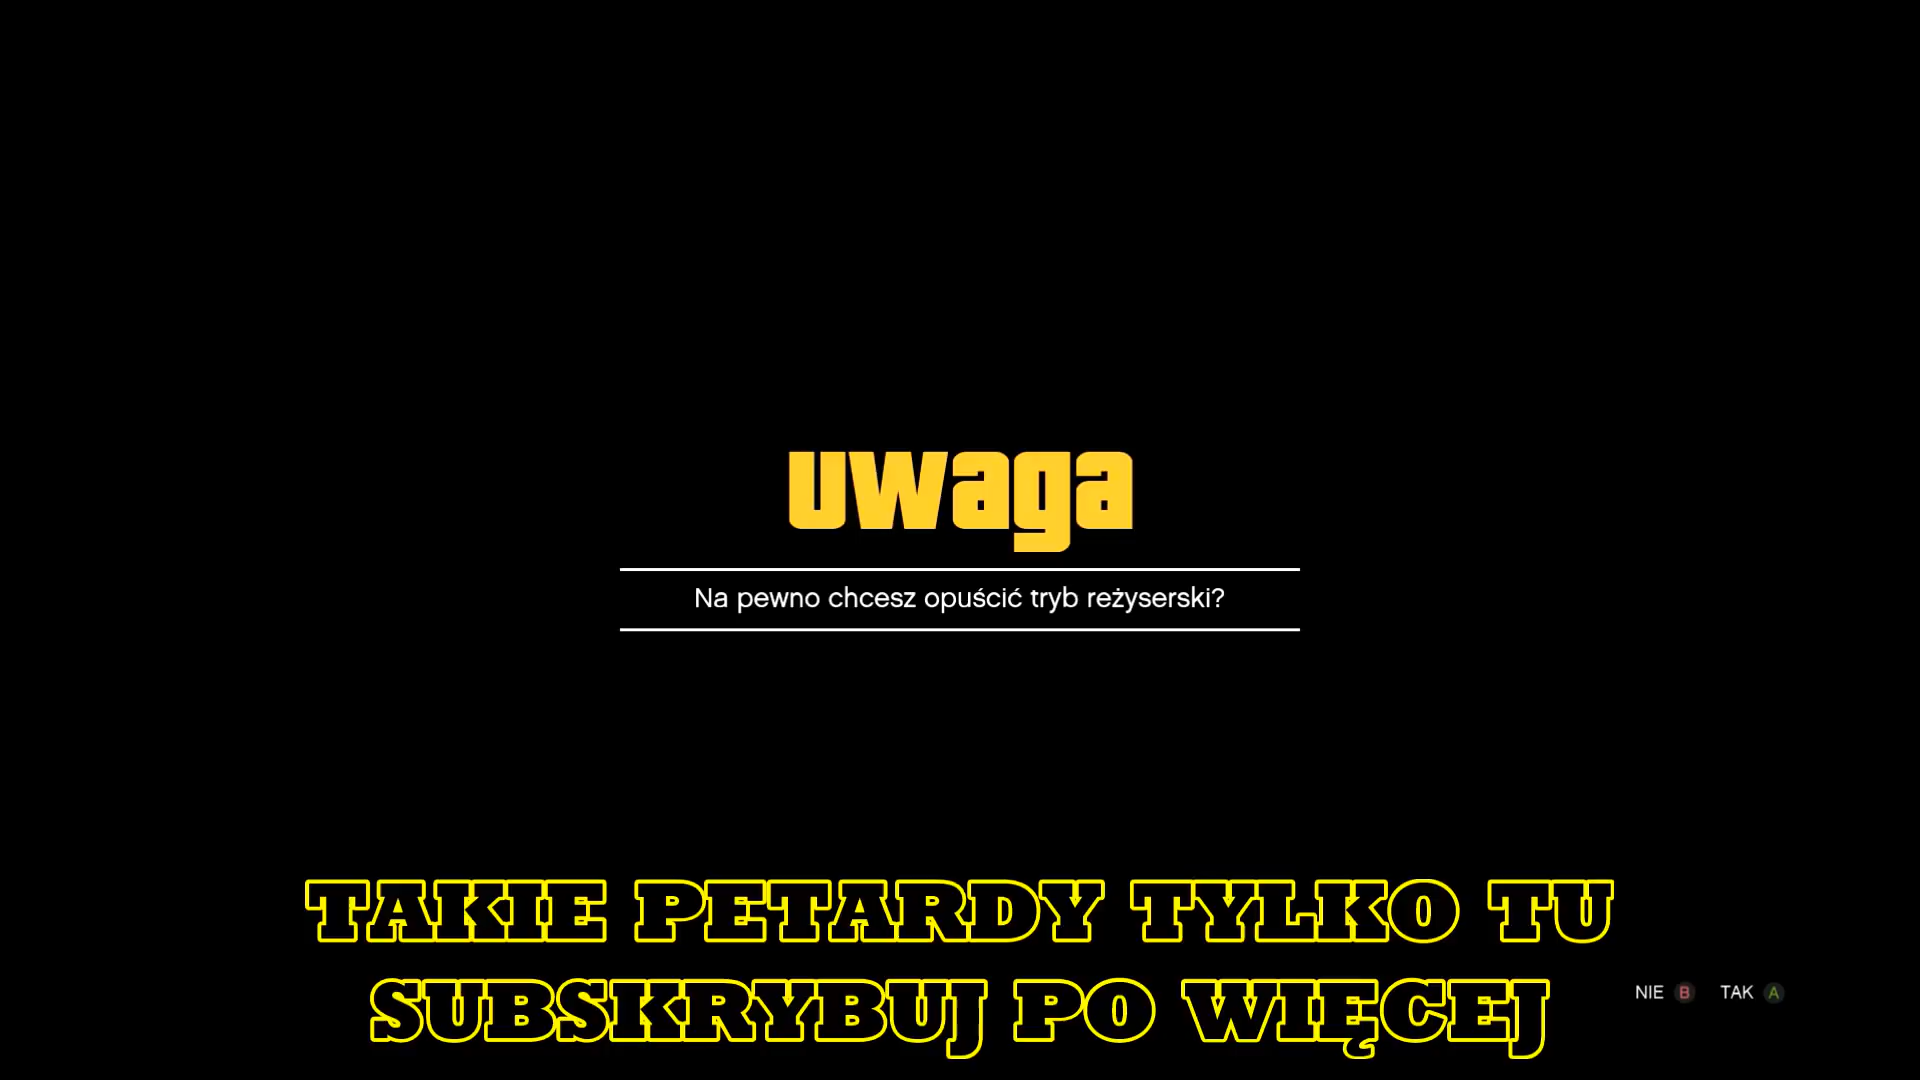 uwaga
Na pewno chcesz opuścić tryb reżyserski?
TAKIE PETARDY TYLKO TU
SUBSKRYBUJ PO WIĘCEJ
NIE B TAK A